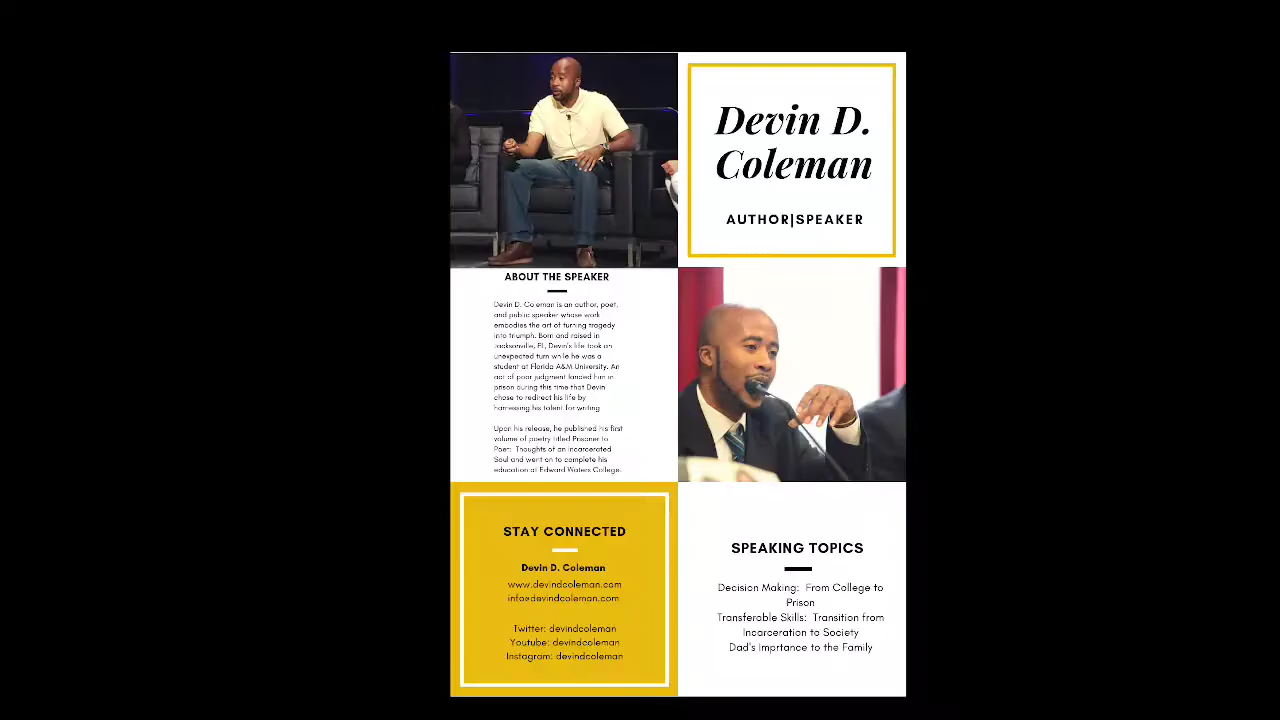 Devin D.
Coleman
AUTHOR|SPEAKER
ABOUT THE SPEAKER
Devin D. Coleman is an author, poet,
and public speaker whose work
embodies the art of turning tragedy
into triumph. Born and raised in
Jacksonville, FL, Devin's life took an
unexpected turn while he was a
student at Florida A&M University. An
act of poor judgment landed him in
prison during this time that Devin
chose to redirect his life by
harnessing his talent for writing
Upon his release, he published his first
volume of poetry titled Prisoner to
Poet: Thoughts of an Incarcerated
Soul and went on to complete his
education at Edward Waters College.
STAY CONNECTED
Devin D. Coleman
www.devindcoleman.com
info@devindcoleman.com
Twitter: devindcoleman
Youtube: devindcoleman
Instagram: devindcoleman
SPEAKING TOPICS
Decision Making: From College to
Prison
Transferable Skills: Transition from
Incarceration to Society
Dad's Imprtance to the Family